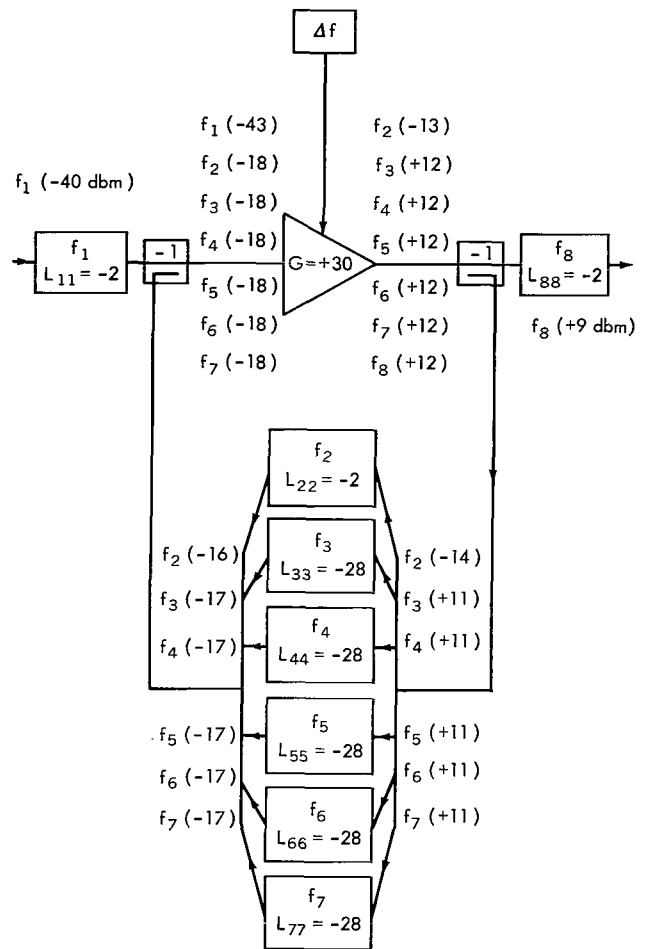 Δf
f₁ (-43)
f₂ (-18)
f₃ (-18)
f₄ (-18)
f₅ (-18)
f₆ (-18)
f₇ (-18)
f₂ (-13)
f₃ (+12)
f₄ (+12)
f₅ (+12)
f₆ (+12)
f₇ (+12)
f₈ (+12)
f₁ (-40 dbm)
f₁
L₁₁ = -2
-1
G=+30
-1
f₈
L₈₈ = -2
f₈ (+9 dbm)
f₂
L₂₂ = -2
f₃
L₃₃ = -28
f₄
L₄₄ = -28
f₅
L₅₅ = -28
f₆
L₆₆ = -28
f₇
L₇₇ = -28
f₂ (-16)
f₃ (-17)
f₄ (-17)
f₅ (-17)
f₆ (-17)
f₇ (-17)
f₂ (-14)
f₃ (+11)
f₄ (+11)
f₅ (+11)
f₆ (+11)
f₇ (+11)